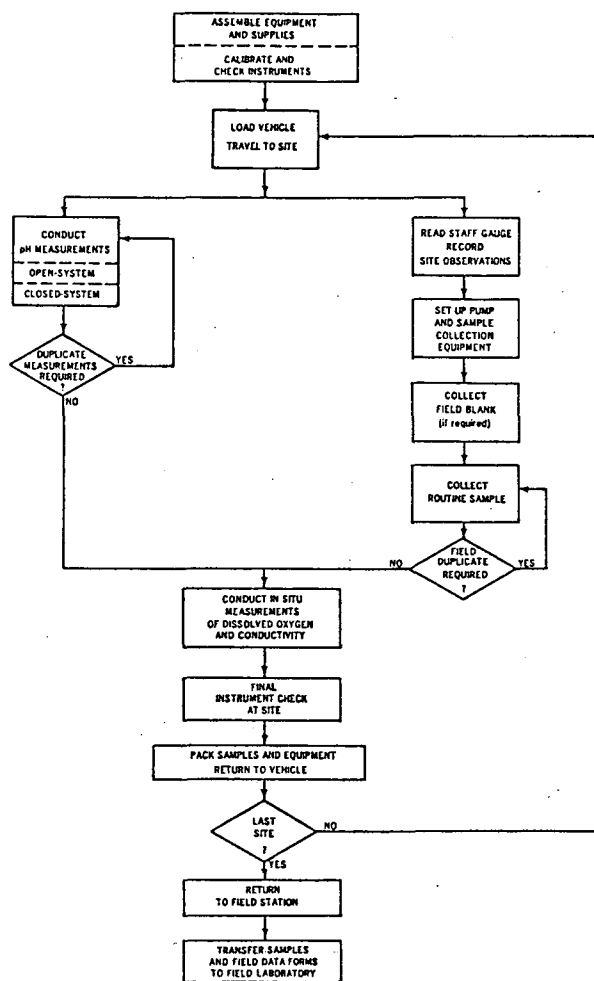 ASSEMBLE EQUIPMENT
AND SUPPLIES
CALIBRATE AND
CHECK INSTRUMENTS
LOAD VEHICLE
TRAVEL TO SITE
CONDUCT
pH MEASUREMENTS
OPEN-SYSTEM
CLOSED-SYSTEM
DUPLICATE
MEASUREMENTS
REQUIRED
?
YES
NO
READ STAFF GAUGE
RECORD
SITE OBSERVATIONS
SET UP PUMP
AND SAMPLE
COLLECTION
EQUIPMENT
COLLECT
FIELD BLANK
(if required)
COLLECT
ROUTINE SAMPLE
FIELD
DUPLICATE
REQUIRED
?
NO
YES
CONDUCT IN SITU
MEASUREMENTS
OF DISSOLVED OXYGEN
AND CONDUCTIVITY
FINAL
INSTRUMENT CHECK
AT SITE
PACK SAMPLES AND EQUIPMENT
RETURN TO VEHICLE
LAST
SITE
?
NO
YES
RETURN
TO FIELD STATION
TRANSFER SAMPLES
AND FIELD DATA FORMS
TO FIELD LABORATORY